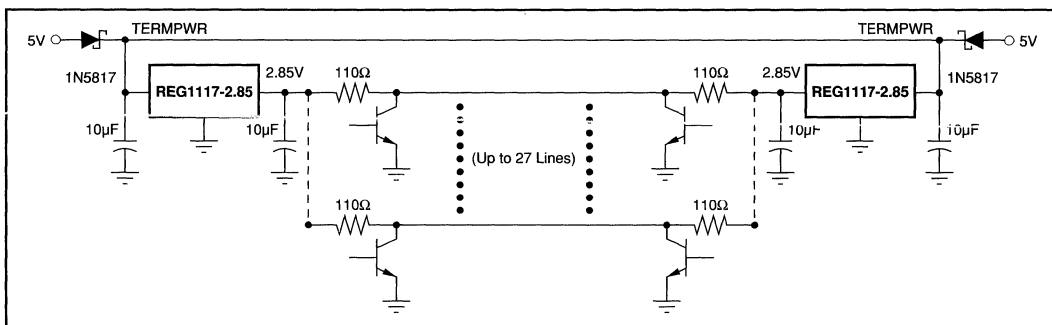 TERMPWR TERMPWR
5V 5V
1N5817 2.85V 110Ω 110Ω 2.85V 1N5817
REG1117-2.85 REG1117-2.85
10µF 10µF 10µF 10µF
(Up to 27 Lines)
110Ω 110Ω